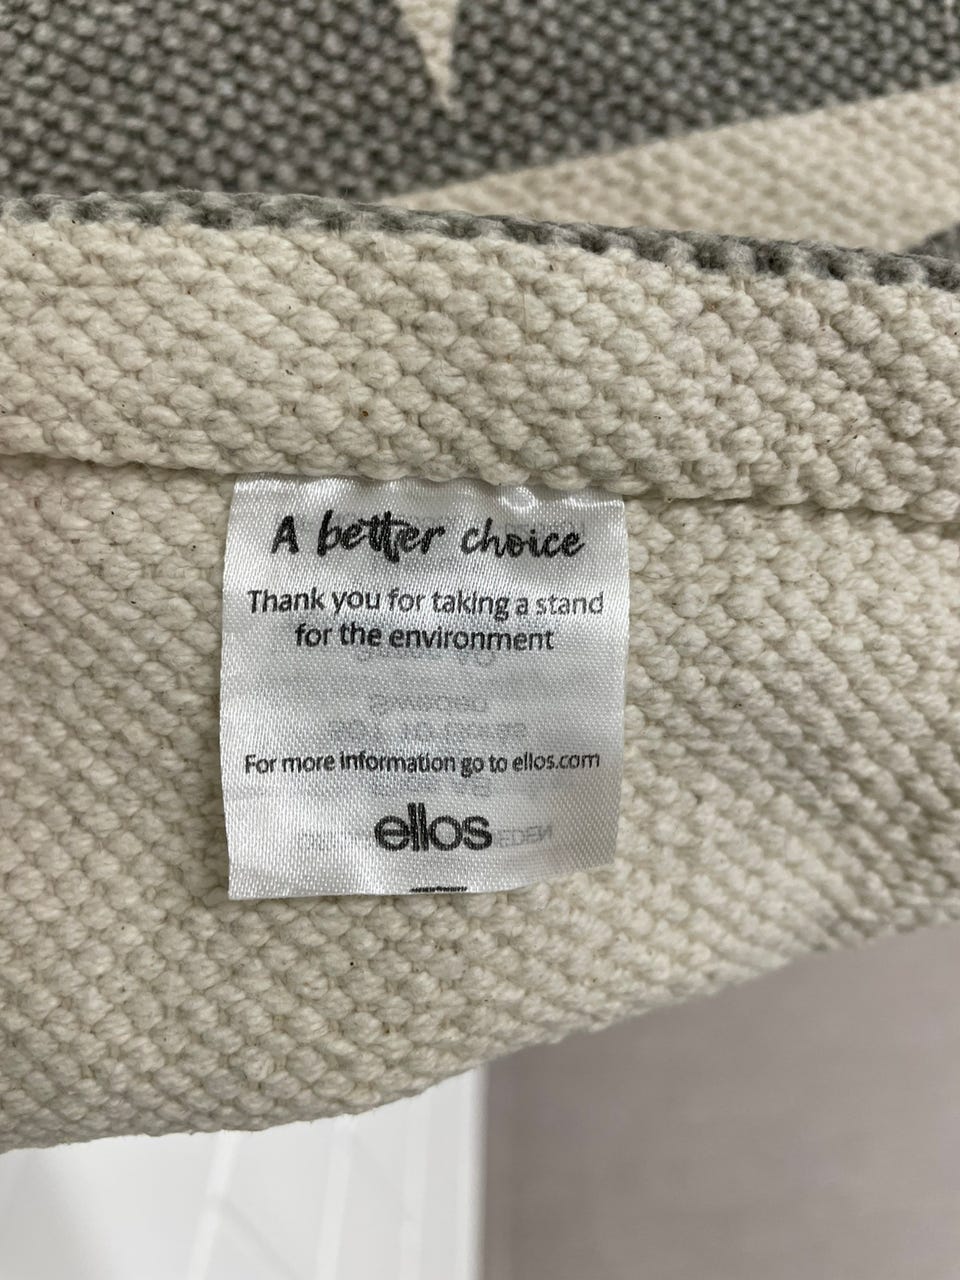 A better choice
Thank you for taking a stand
for the environment
For more information go to ellos.com
ellos